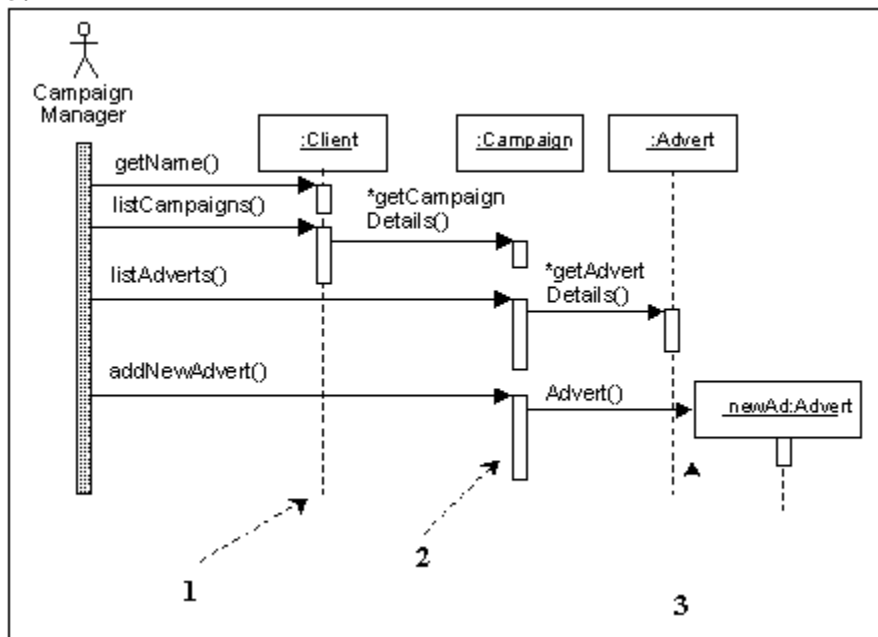 Campaign
Manager
:Client
:Campaign
:Advert
getName()
listCampaigns()
*getCampaign
Details()
listAdverts()
*getAdvert
Details()
addNewAdvert()
Advert()
newAd:Advert
1
2
3